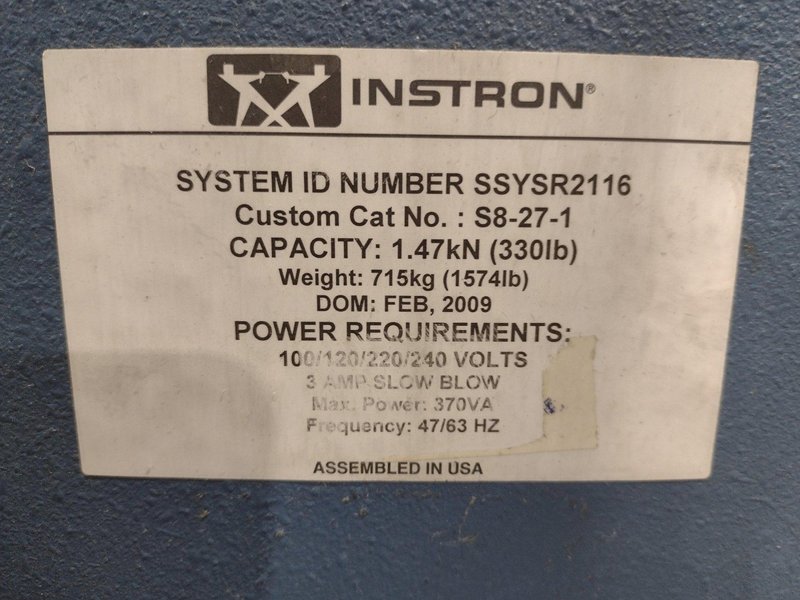 INSTRON®
SYSTEM ID NUMBER SSYSR2116
Custom Cat No. : S8-27-1
CAPACITY: 1.47kN (330lb)
Weight: 715kg (1574lb)
DOM: FEB, 2009
POWER REQUIREMENTS:
100/120/220/240 VOLTS
3 AMP SLOW BLOW
Max. Power: 370VA
Frequency: 47/63 HZ
ASSEMBLED IN USA